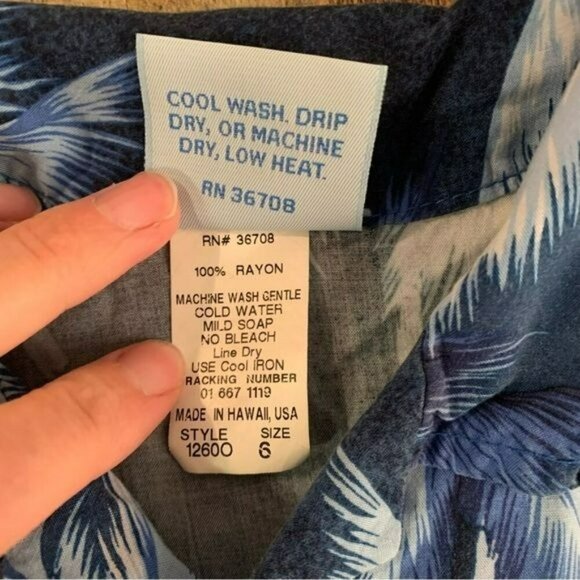 COOL WASH. DRIP
DRY, OR MACHINE
DRY, LOW HEAT.
RN 36708
RN# 36708
100% RAYON
MACHINE WASH GENTLE
COLD WATER
MILD SOAP
NO BLEACH
Line Dry
USE Cool IRON
RACKING NUMBER
01 667 1119
MADE IN HAWAII, USA
STYLE SIZE
12600 6